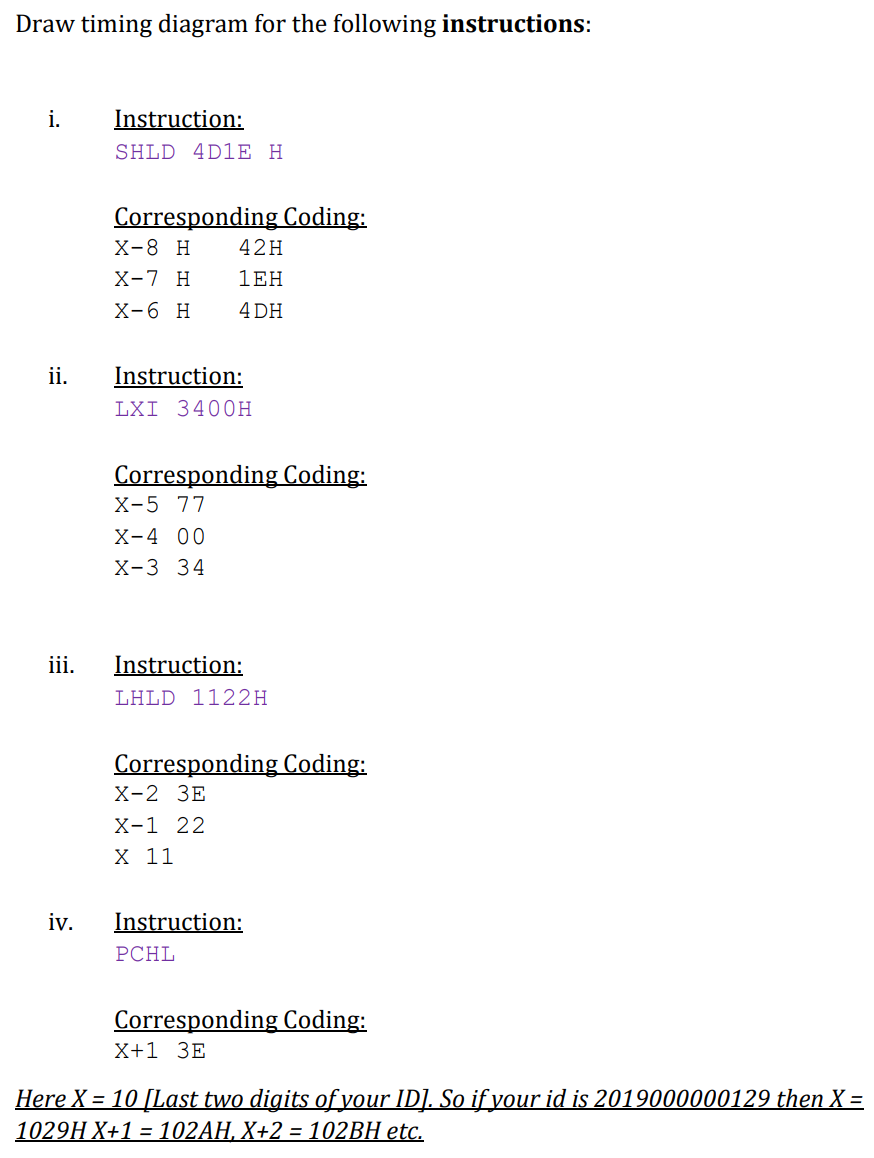 Draw timing diagram for the following instructions:
i. Instruction:
SHLD 4D1E H
Corresponding Coding:
X-8 H 42H
X-7 H 1EH
X-6 H 4DH
ii. Instruction:
LXI 3400H
Corresponding Coding:
X-5 77
X-4 00
X-3 34
iii. Instruction:
LHLD 1122H
Corresponding Coding:
X-2 3E
X-1 22
X 11
iv. Instruction:
PCHL
Corresponding Coding:
X+1 3E
Here X = 10 [Last two digits of your ID]. So if your id is 2019000000129 then X =
1029H X+1 = 102AH, X+2 = 102BH etc.